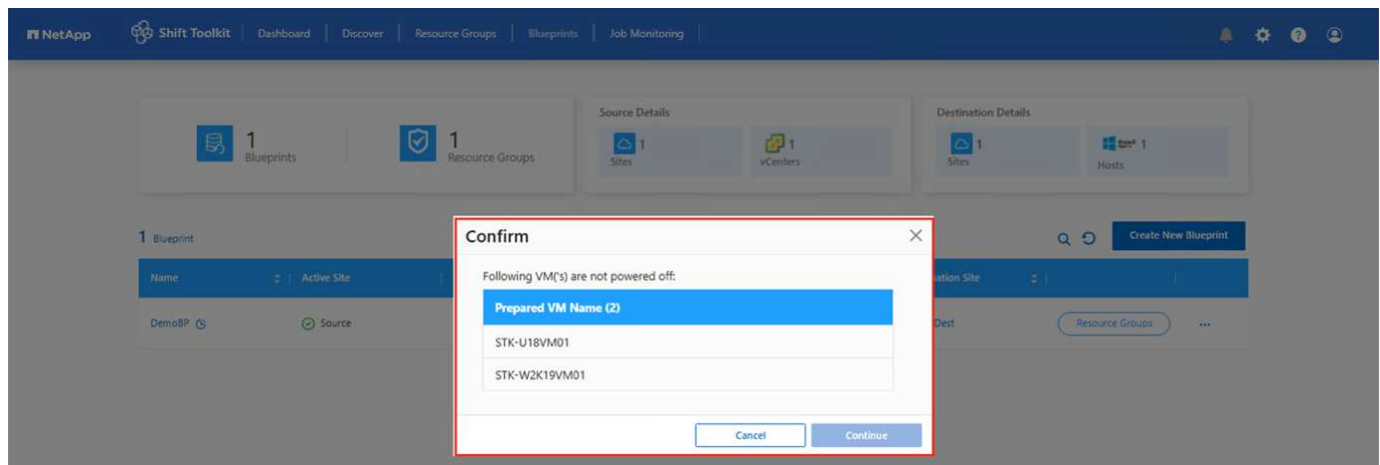 NetApp
Shift Toolkit
Dashboard
Discover
Resource Groups
Blueprints
Job Monitoring
1
Blueprints
1
Resource Groups
Source Details
1
Sites
1
vCenters
Destination Details
1
Sites
1
Hosts
1 Blueprint
Create New Blueprint
Name
Active Site
ation Site
DemoBP
Source
Dest
Resource Groups
Confirm
Following VM('s) are not powered off:
Prepared VM Name (2)
STK-U18VM01
STK-W2K19VM01
Cancel
Continue